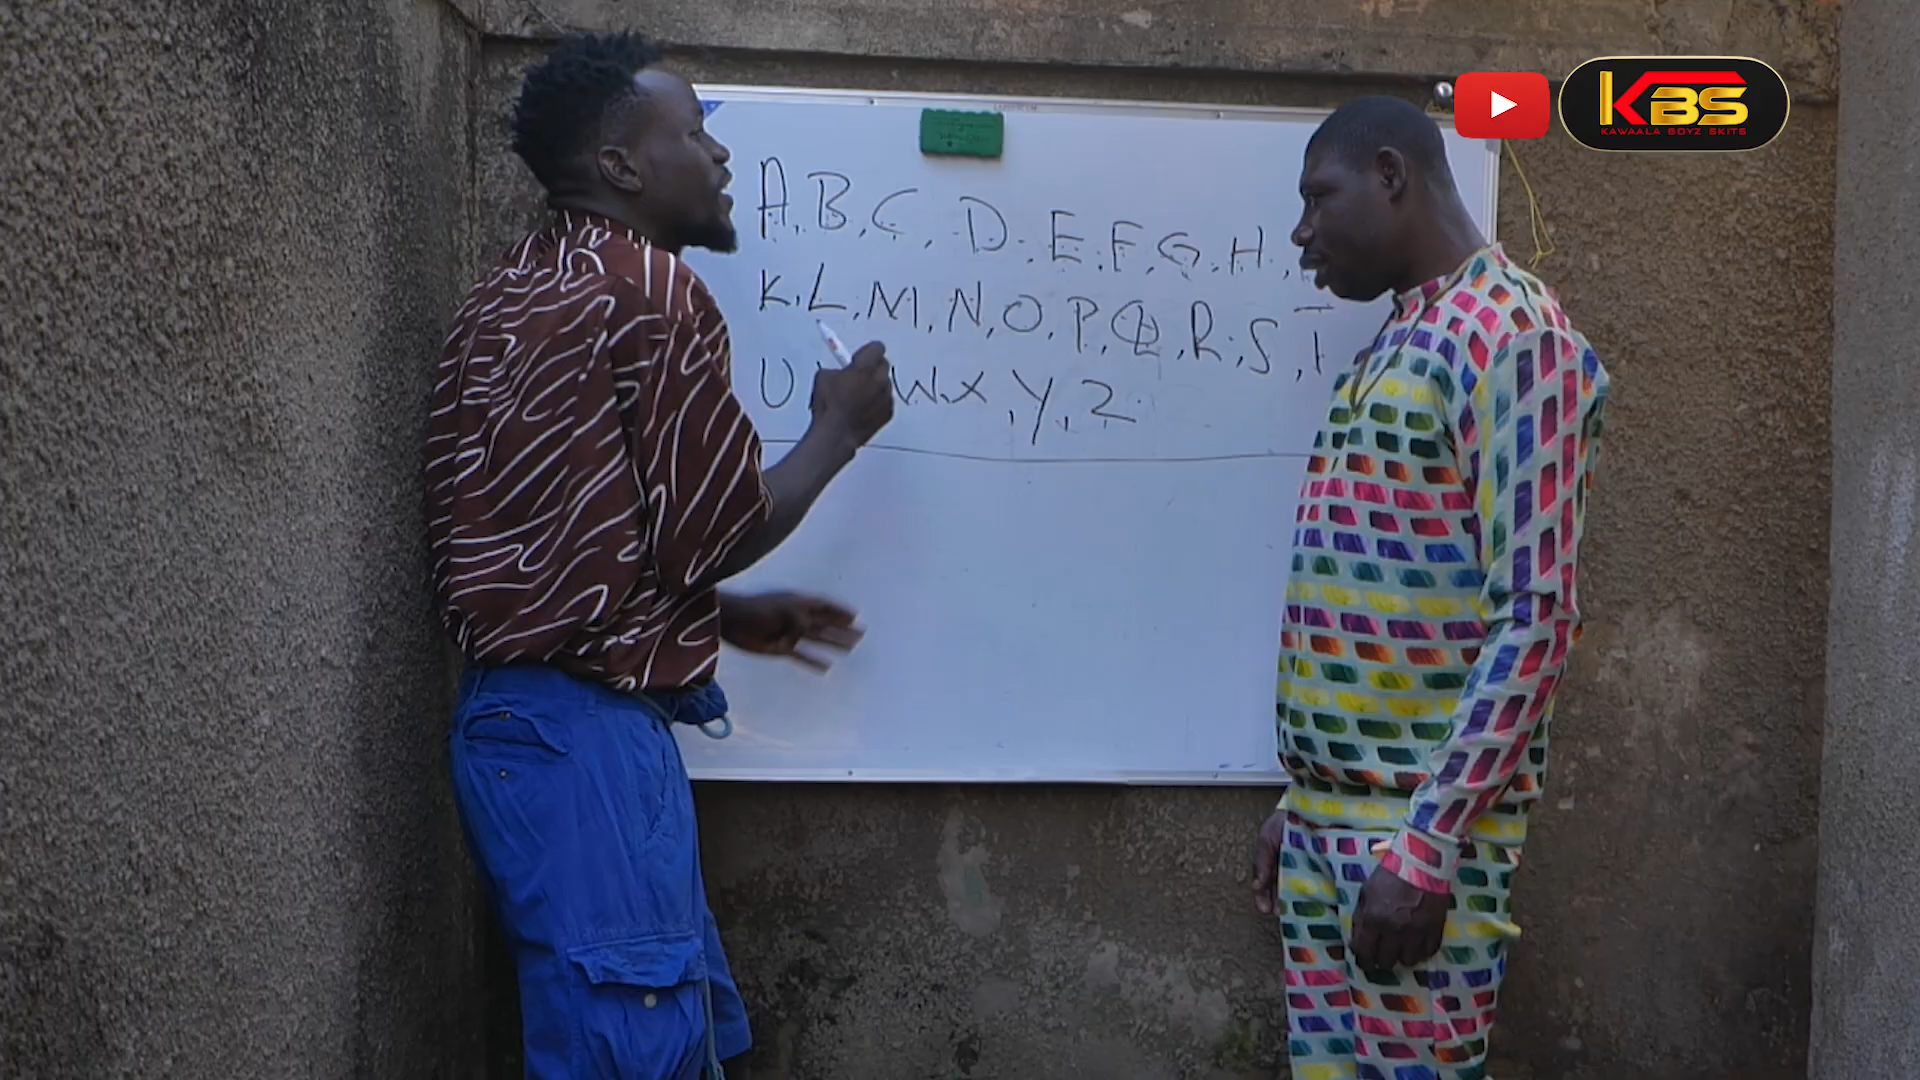 A, B, C, D, E, F, G, H,
K, L, M, N, O, P, Q, R, S, T
U W, X, Y, Z
KBS
KAWAALA BOYZ SKITS